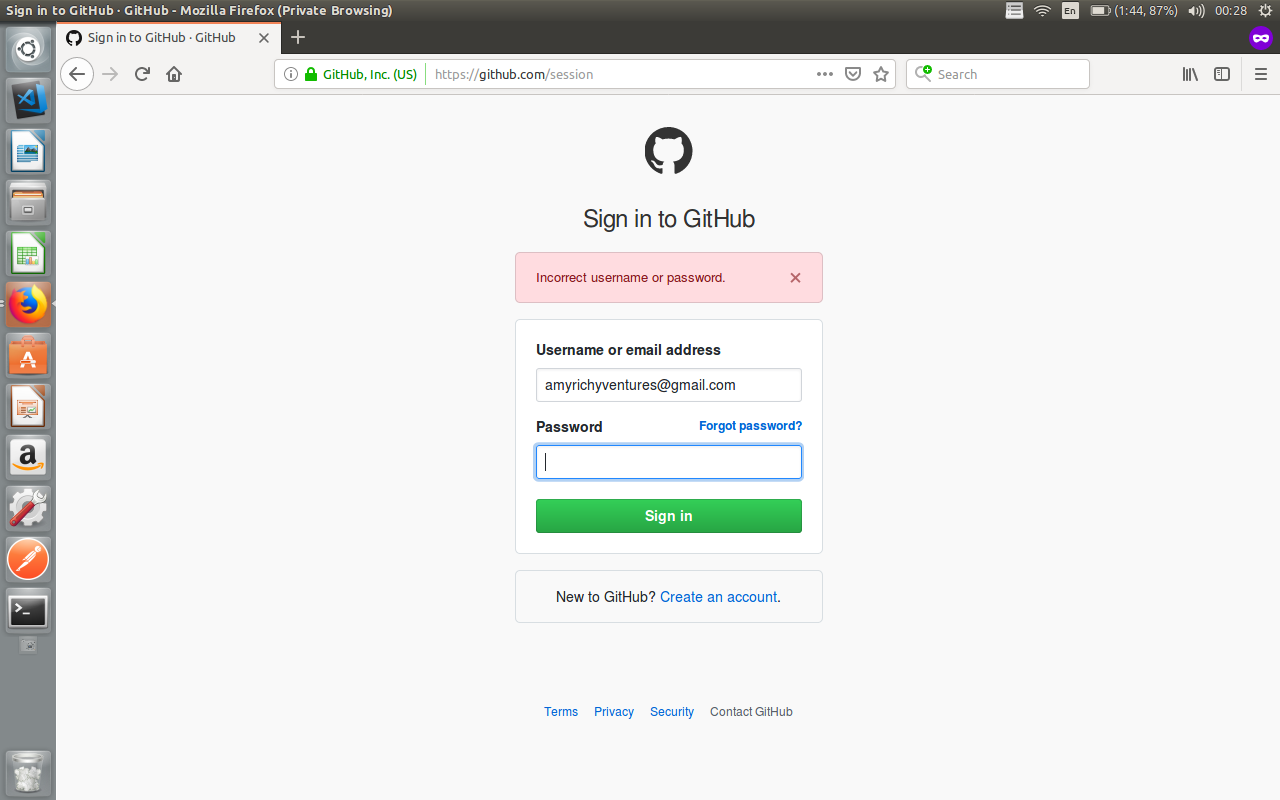 Sign in to GitHub · GitHub - Mozilla Firefox (Private Browsing)
En
(1:44, 87%)
00:28
Sign in to GitHub · GitHub
GitHub, Inc. (US)
https://github.com/session
Search
Sign in to GitHub
Incorrect username or password.
Username or email address
amyrichyventures@gmail.com
Password
Forgot password?
Sign in
New to GitHub? Create an account.
Terms
Privacy
Security
Contact GitHub